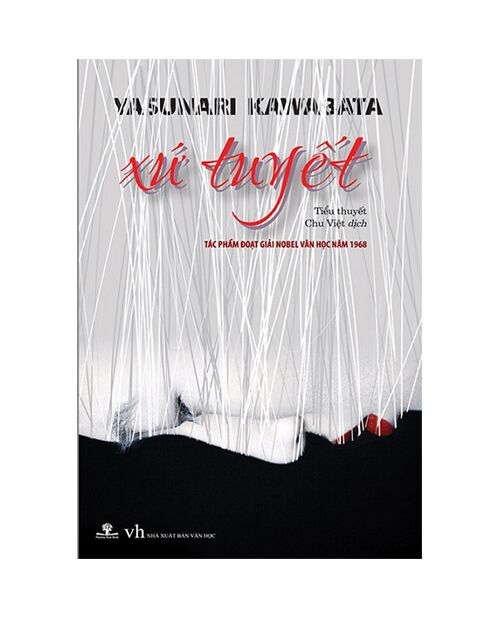 YASUNARI KAWABATA
xứ tuyết
Tiểu thuyết
Chu Việt dịch
TÁC PHẨM ĐOẠT GIẢI NOBEL VĂN HỌC NĂM 1968
vh NHÀ XUẤT BẢN VĂN HỌC